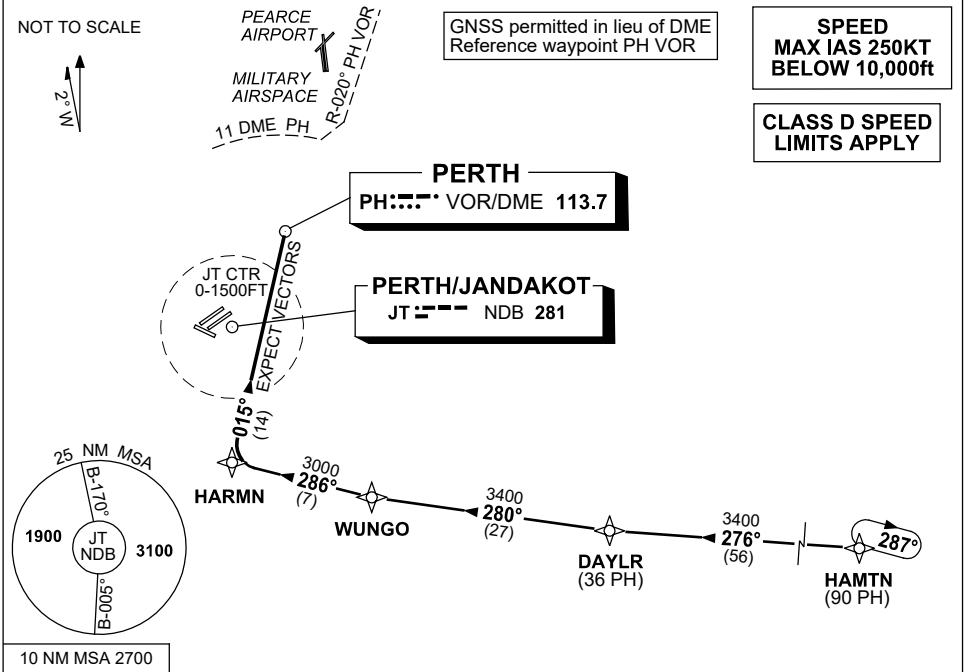 NOT TO SCALE
2° W
PEARCE
AIRPORT
MILITARY
AIRSPACE
11 DME PH
R-020° PH VOR
GNSS permitted in lieu of DME
Reference waypoint PH VOR
SPEED
MAX IAS 250KT
BELOW 10,000ft
CLASS D SPEED
LIMITS APPLY
PERTH
PH VOR/DME 113.7
JT CTR
0-1500FT
PERTH/JANDAKOT
JT NDB 281
EXPECT VECTORS
015°
(14)
HARMN
3000
286°
(7)
WUNGO
3400
280°
(27)
DAYLR
(36 PH)
3400
276°
(56)
287°
HAMTN
(90 PH)
25 NM MSA
B-170°
1900
JT
NDB
3100
B-005°
10 NM MSA 2700